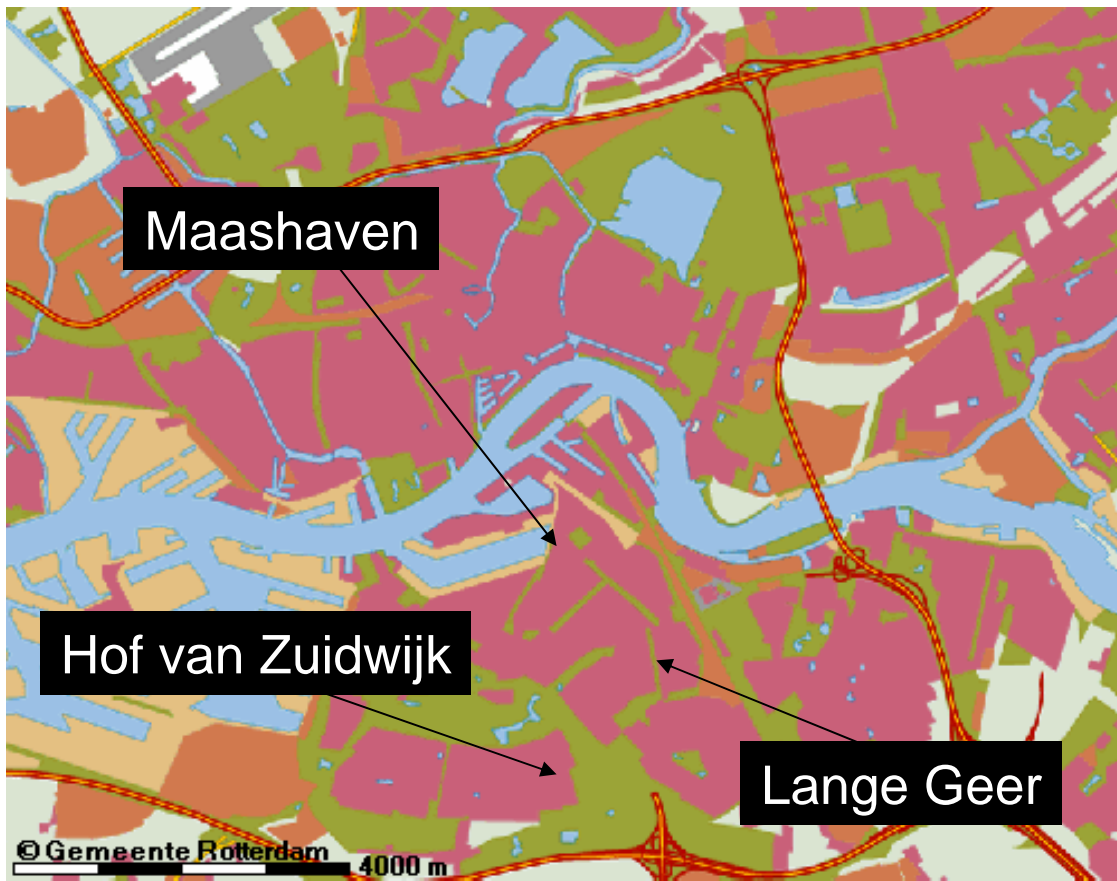 Maashaven
Hof van Zuidwijk
Lange Geer
© Gemeente Rotterdam
4000 m